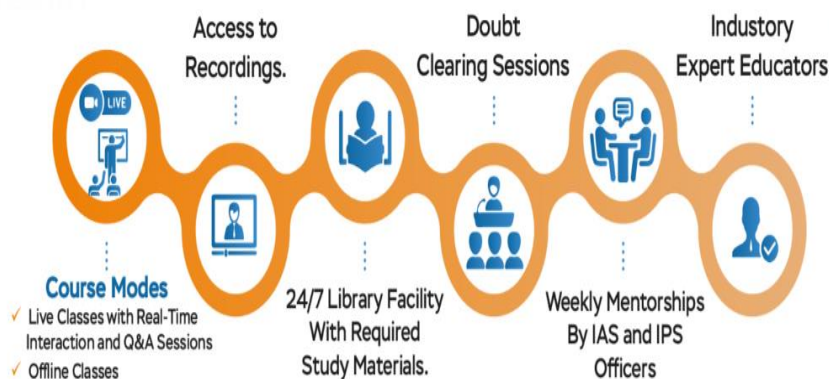 LIVE
Course Modes
✓ Live Classes with Real-Time
Interaction and Q&A Sessions
✓ Offline Classes
Access to
Recordings.
24/7 Library Facility
With Required
Study Materials.
Doubt
Clearing Sessions
Weekly Mentorships
By IAS and IPS
Officers
Industory
Expert Educators